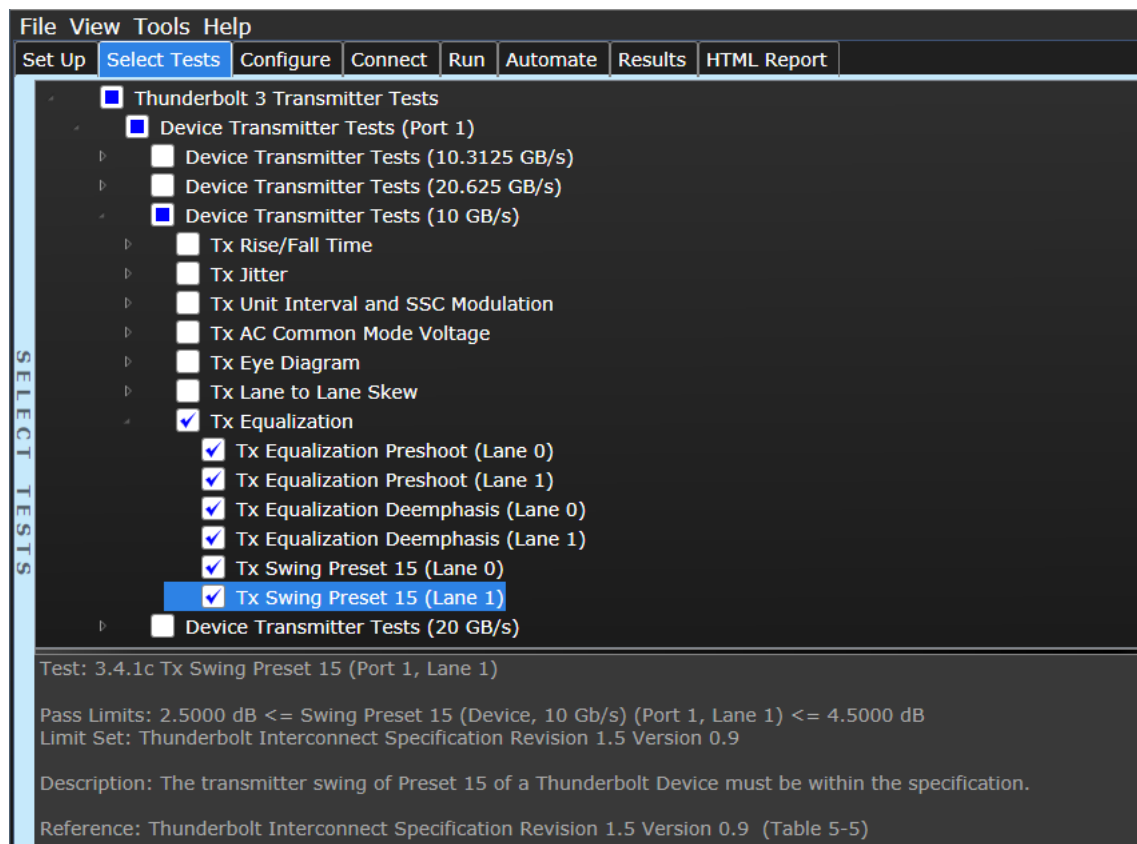 File View Tools Help
Set Up Select Tests Configure Connect Run Automate Results HTML Report
Thunderbolt 3 Transmitter Tests
Device Transmitter Tests (Port 1)
Device Transmitter Tests (10.3125 GB/s)
Device Transmitter Tests (20.625 GB/s)
Device Transmitter Tests (10 GB/s)
Tx Rise/Fall Time
Tx Jitter
Tx Unit Interval and SSC Modulation
Tx AC Common Mode Voltage
Tx Eye Diagram
Tx Lane to Lane Skew
Tx Equalization
Tx Equalization Preshoot (Lane 0)
Tx Equalization Preshoot (Lane 1)
Tx Equalization Deemphasis (Lane 0)
Tx Equalization Deemphasis (Lane 1)
Tx Swing Preset 15 (Lane 0)
Tx Swing Preset 15 (Lane 1)
Device Transmitter Tests (20 GB/s)
SELECT TESTS
Test: 3.4.1c Tx Swing Preset 15 (Port 1, Lane 1)
Pass Limits: 2.5000 dB <= Swing Preset 15 (Device, 10 Gb/s) (Port 1, Lane 1) <= 4.5000 dB
Limit Set: Thunderbolt Interconnect Specification Revision 1.5 Version 0.9
Description: The transmitter swing of Preset 15 of a Thunderbolt Device must be within the specification.
Reference: Thunderbolt Interconnect Specification Revision 1.5 Version 0.9 (Table 5-5)